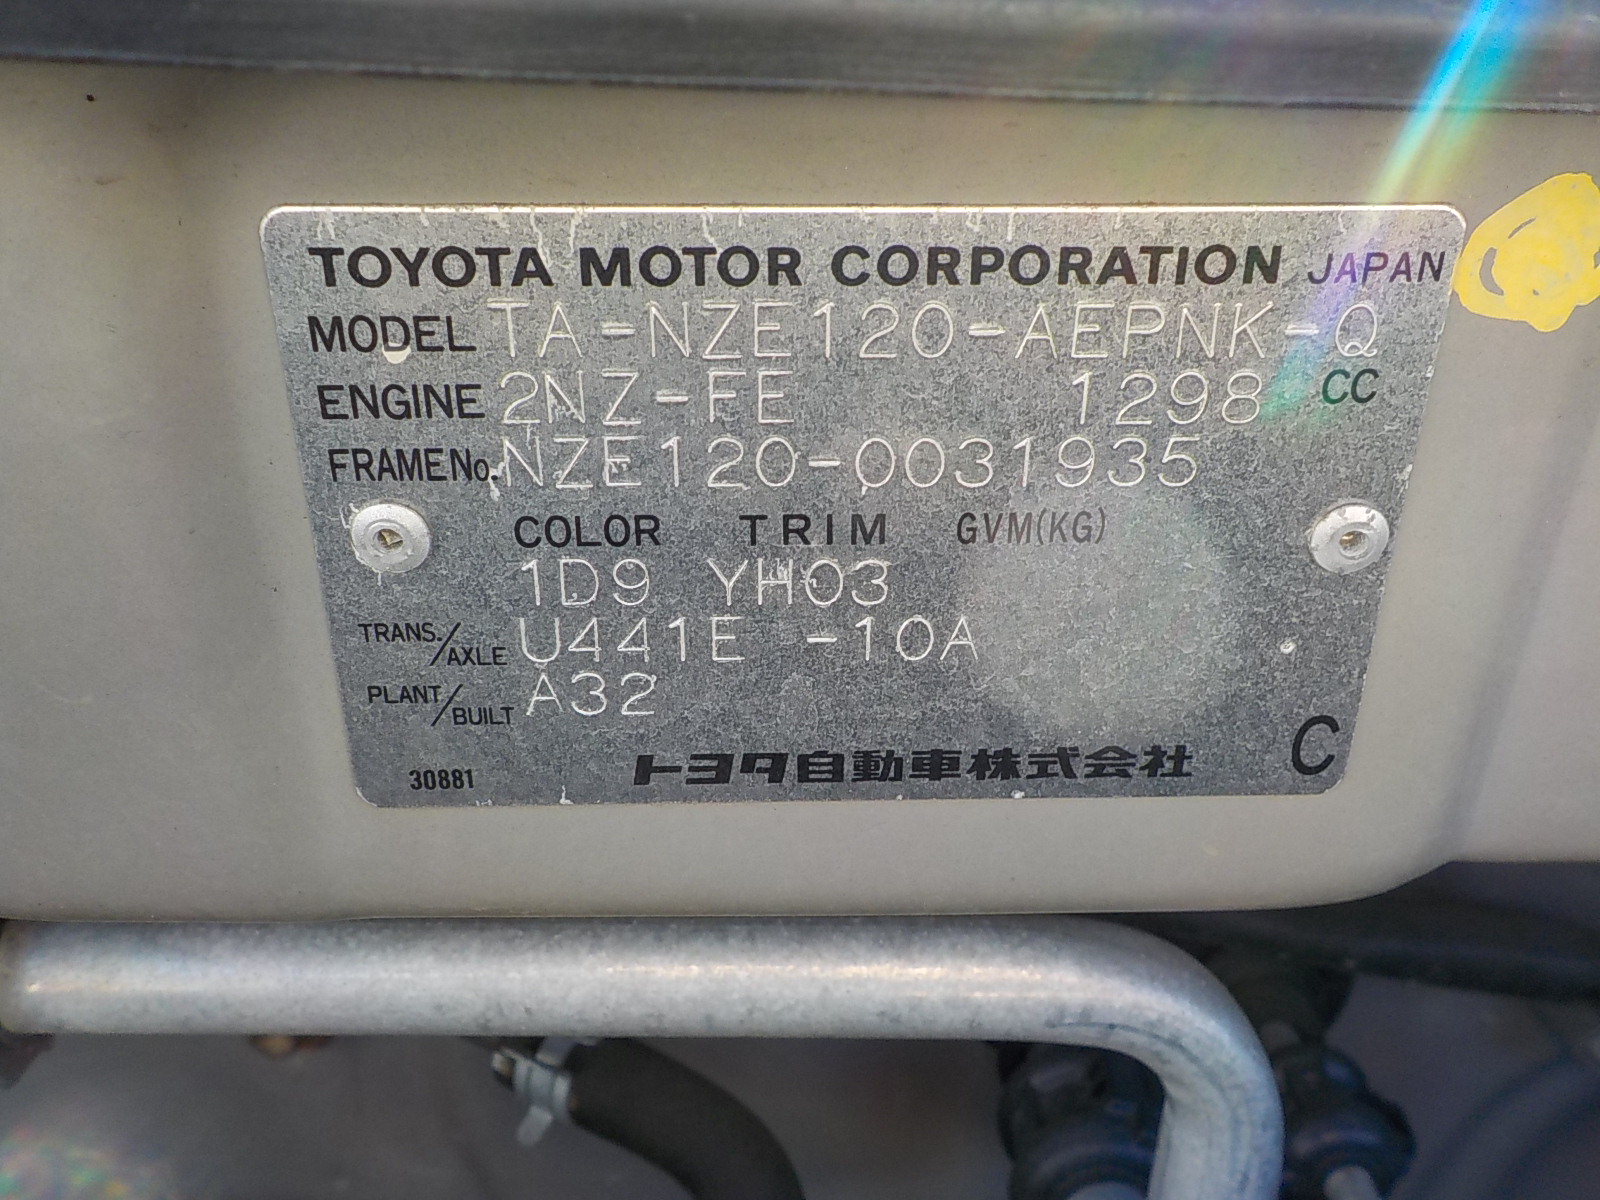 TOYOTA MOTOR CORPORATION JAPAN
MODEL TA-NZE120-AEPNK-Q
ENGINE 2NZ-FE 1298 CC
FRAME No. NZE120-0031935
COLOR TRIM GVM(KG)
1D9 YH03
TRANS./AXLE U441E -10A
PLANT/BUILT A32
30881 トヨタ自動車株式会社 C